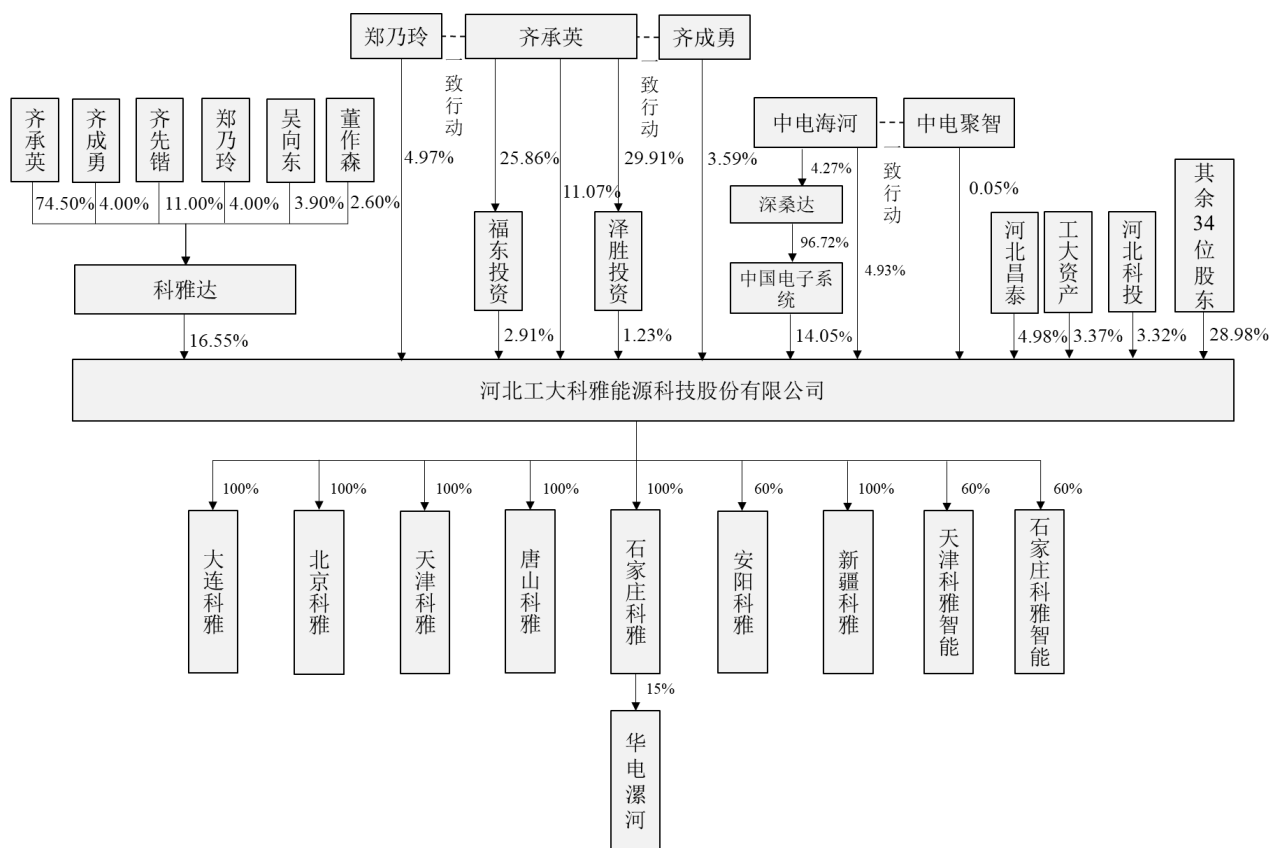 郑乃玲
齐承英
齐成勇
一致行动
一致行动
齐承英
齐成勇
齐先锴
郑乃玲
吴向东
董作森
中电海河
中电聚智
一致行动
4.97%
25.86%
11.07%
29.91%
3.59%
4.27%
0.05%
74.50%
4.00%
11.00%
4.00%
3.90%
2.60%
深桑达
96.72%
福东投资
泽胜投资
中国电子系统
4.93%
河北昌泰
工大资产
河北科投
其余34位股东
科雅达
16.55%
2.91%
1.23%
14.05%
4.98%
3.37%
3.32%
28.98%
河北工大科雅能源科技股份有限公司
100%
100%
100%
100%
100%
60%
100%
60%
60%
大连科雅
北京科雅
天津科雅
唐山科雅
石家庄科雅
安阳科雅
新疆科雅
天津科雅智能
石家庄科雅智能
15%
华电漯河